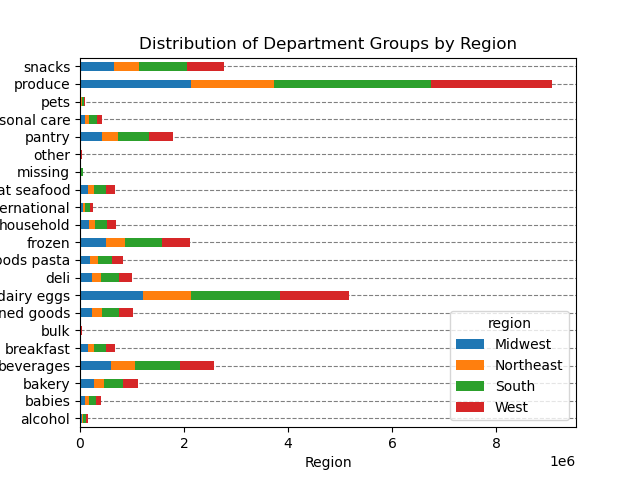 Distribution of Department Groups by Region
snacks
produce
pets
sonal care
pantry
other
missing
at seafood
ernational
household
frozen
oods pasta
deli
dairy eggs
ned goods
bulk
breakfast
beverages
bakery
babies
alcohol
region
Midwest
Northeast
South
West
0 2 4 6 8
1e6
Region